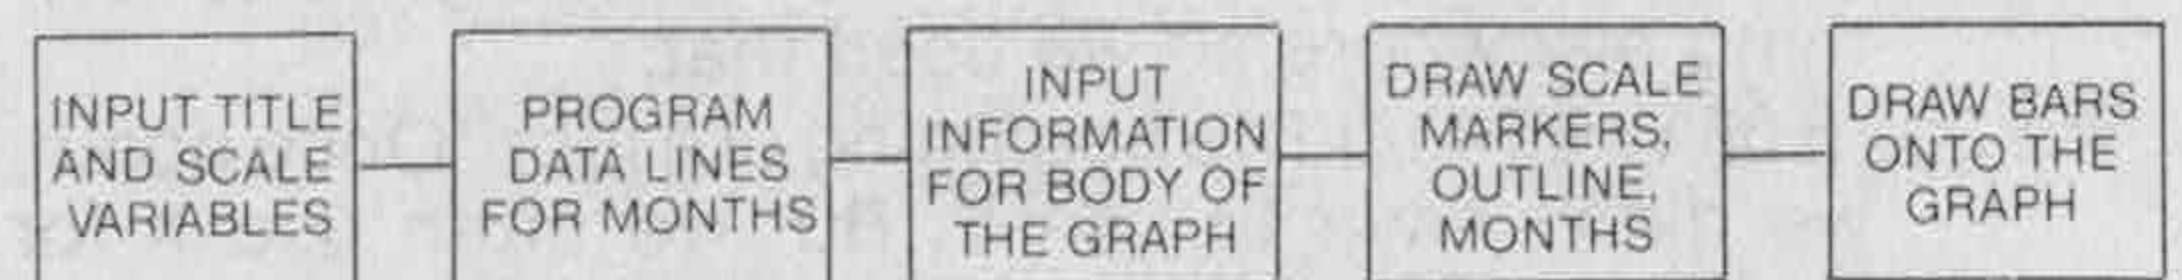 INPUT TITLE
AND SCALE
VARIABLES
PROGRAM
DATA LINES
FOR MONTHS
INPUT
INFORMATION
FOR BODY OF
THE GRAPH
DRAW SCALE
MARKERS,
OUTLINE,
MONTHS
DRAW BARS
ONTO THE
GRAPH